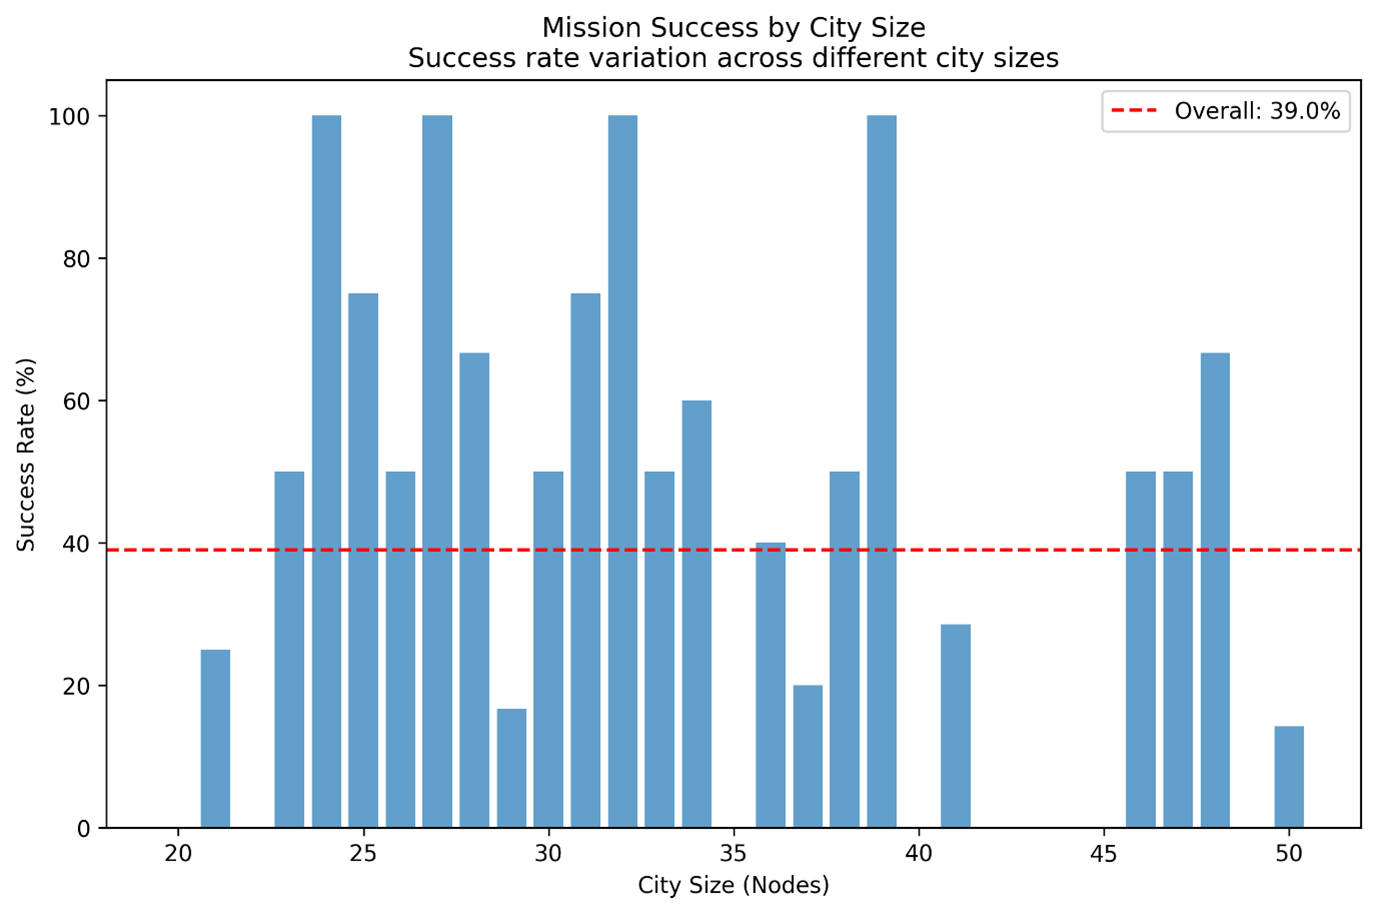 Mission Success by City Size
Success rate variation across different city sizes
Overall: 39.0%
100
80
60
40
20
0
Success Rate (%)
20 25 30 35 40 45 50
City Size (Nodes)